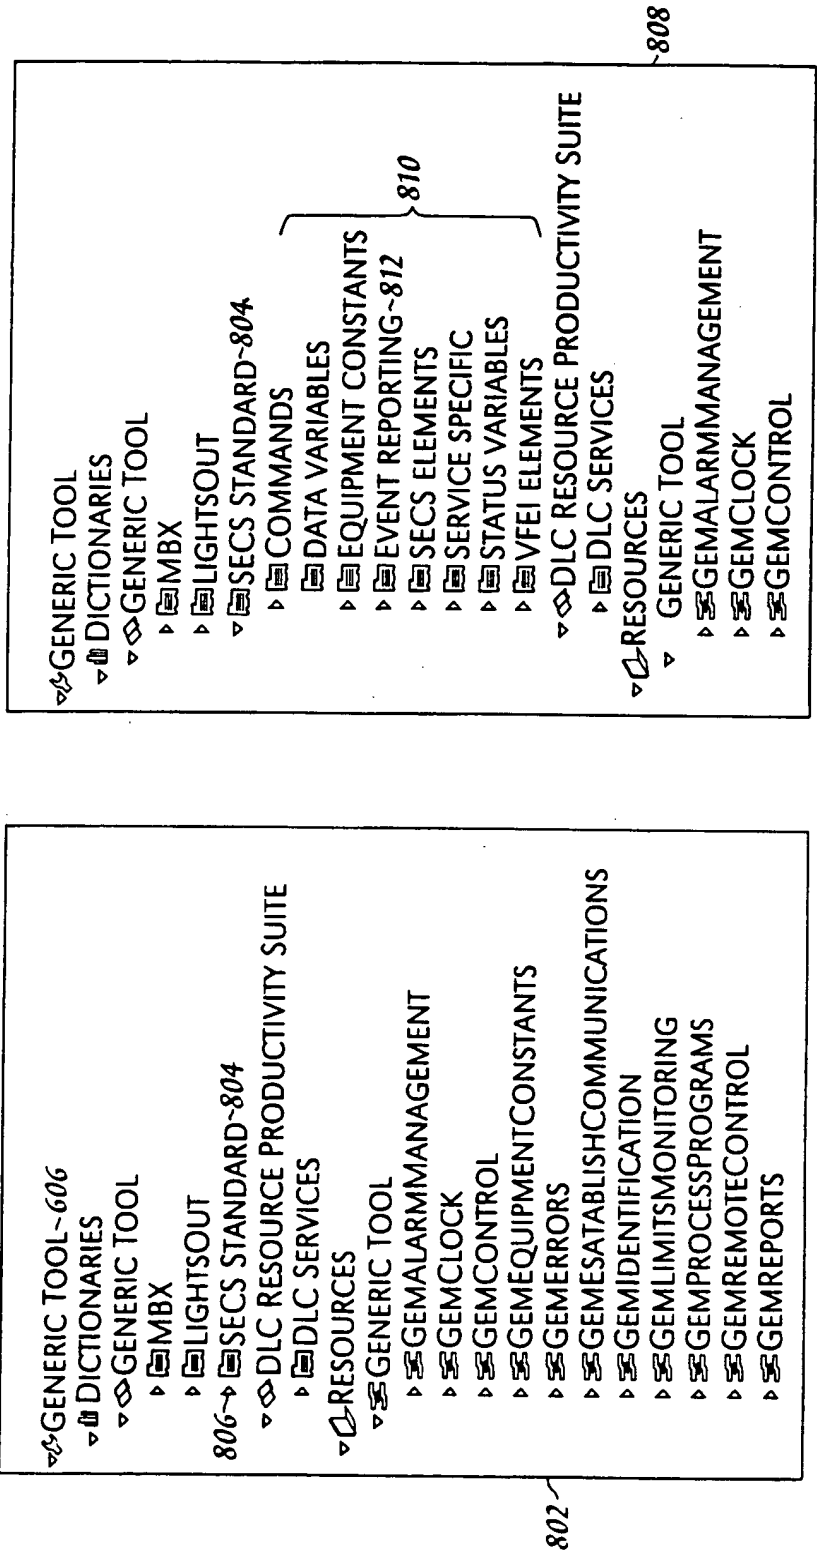 GENERIC TOOL~606
DICTIONARIES
GENERIC TOOL
MBX
LIGHTSOUT
806 SECS STANDARD~804
DLC RESOURCE PRODUCTIVITY SUITE
DLC SERVICES
RESOURCES
GENERIC TOOL
GEMALARMMANAGEMENT
GEMCLOCK
GEMCONTROL
GEMEQUIPMENTCONSTANTS
GEMERRORS
GEMESATABLISHCOMMUNICATIONS
GEMIDENTIFICATION
GEMLIMITSMONITORING
GEMPROCESSPROGRAMS
GEMREMOTECONTROL
GEMREPORTS
802
GENERIC TOOL
DICTIONARIES
GENERIC TOOL
MBX
LIGHTSOUT
SECS STANDARD~804
COMMANDS
DATA VARIABLES
EQUIPMENT CONSTANTS
EVENT REPORTING~812
SECS ELEMENTS
SERVICE SPECIFIC
STATUS VARIABLES
VFEI ELEMENTS
810
DLC RESOURCE PRODUCTIVITY SUITE
DLC SERVICES
RESOURCES
GENERIC TOOL
GEMALARMMANAGEMENT
GEMCLOCK
GEMCONTROL
808